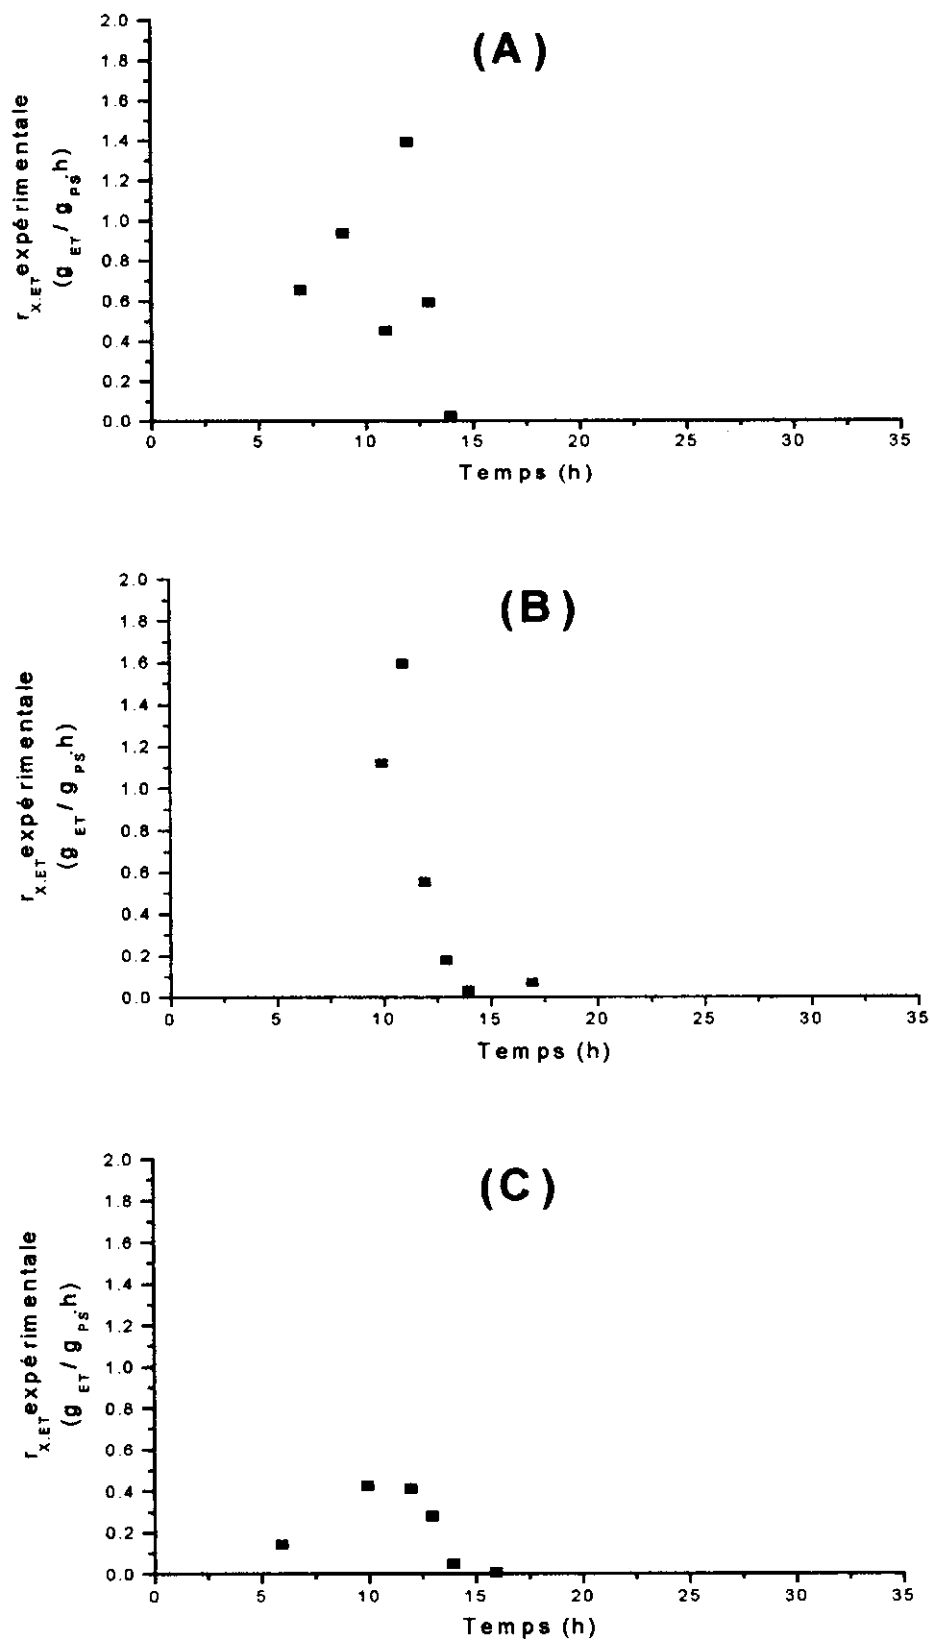 (A)
r X.ET expérimentale
(g ET / g PS.h)
2.0
1.8
1.6
1.4
1.2
1.0
0.8
0.6
0.4
0.2
0.0
0 5 10 15 20 25 30 35
Temps (h)
(B)
r X.ET expérimentale
(g ET / g PS.h)
2.0
1.8
1.6
1.4
1.2
1.0
0.8
0.6
0.4
0.2
0.0
0 5 10 15 20 25 30 35
Temps (h)
(C)
r X.ET expérimentale
(g ET / g PS.h)
2.0
1.8
1.6
1.4
1.2
1.0
0.8
0.6
0.4
0.2
0.0
0 5 10 15 20 25 30 35
Temps (h)